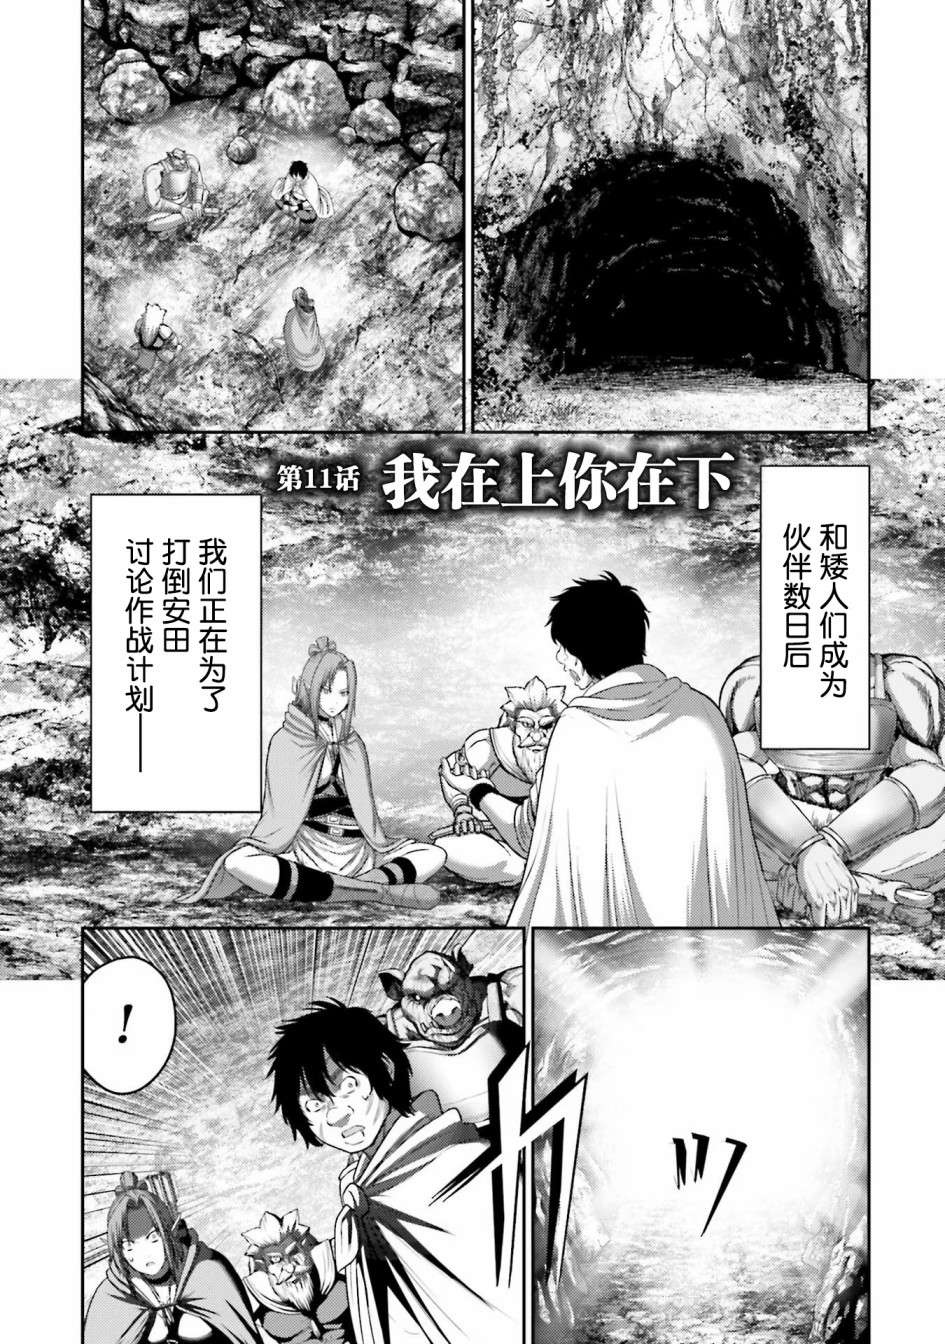 第11话 我在上你在下
和矮人们成为
伙伴数日后
我们正在为了
打倒安田
讨论作战计划——
ッ
！